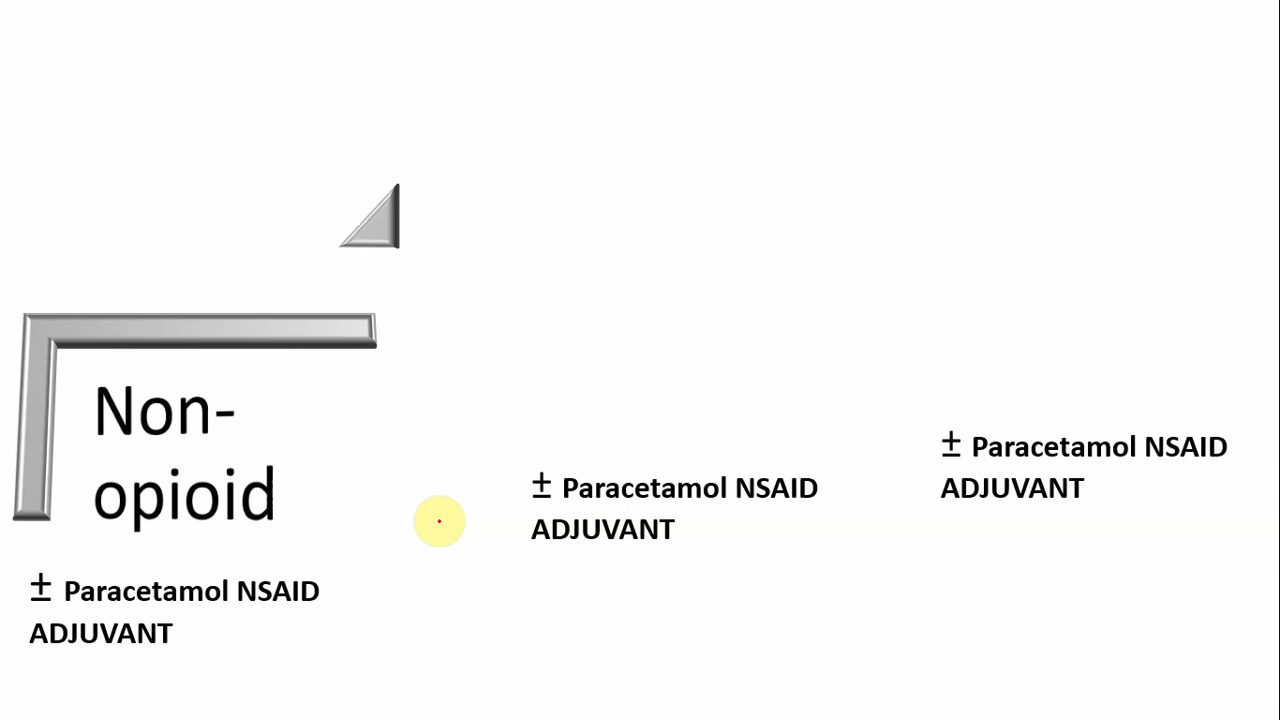 Non-
opioid
± Paracetamol NSAID
ADJUVANT
± Paracetamol NSAID
ADJUVANT
± Paracetamol NSAID
ADJUVANT